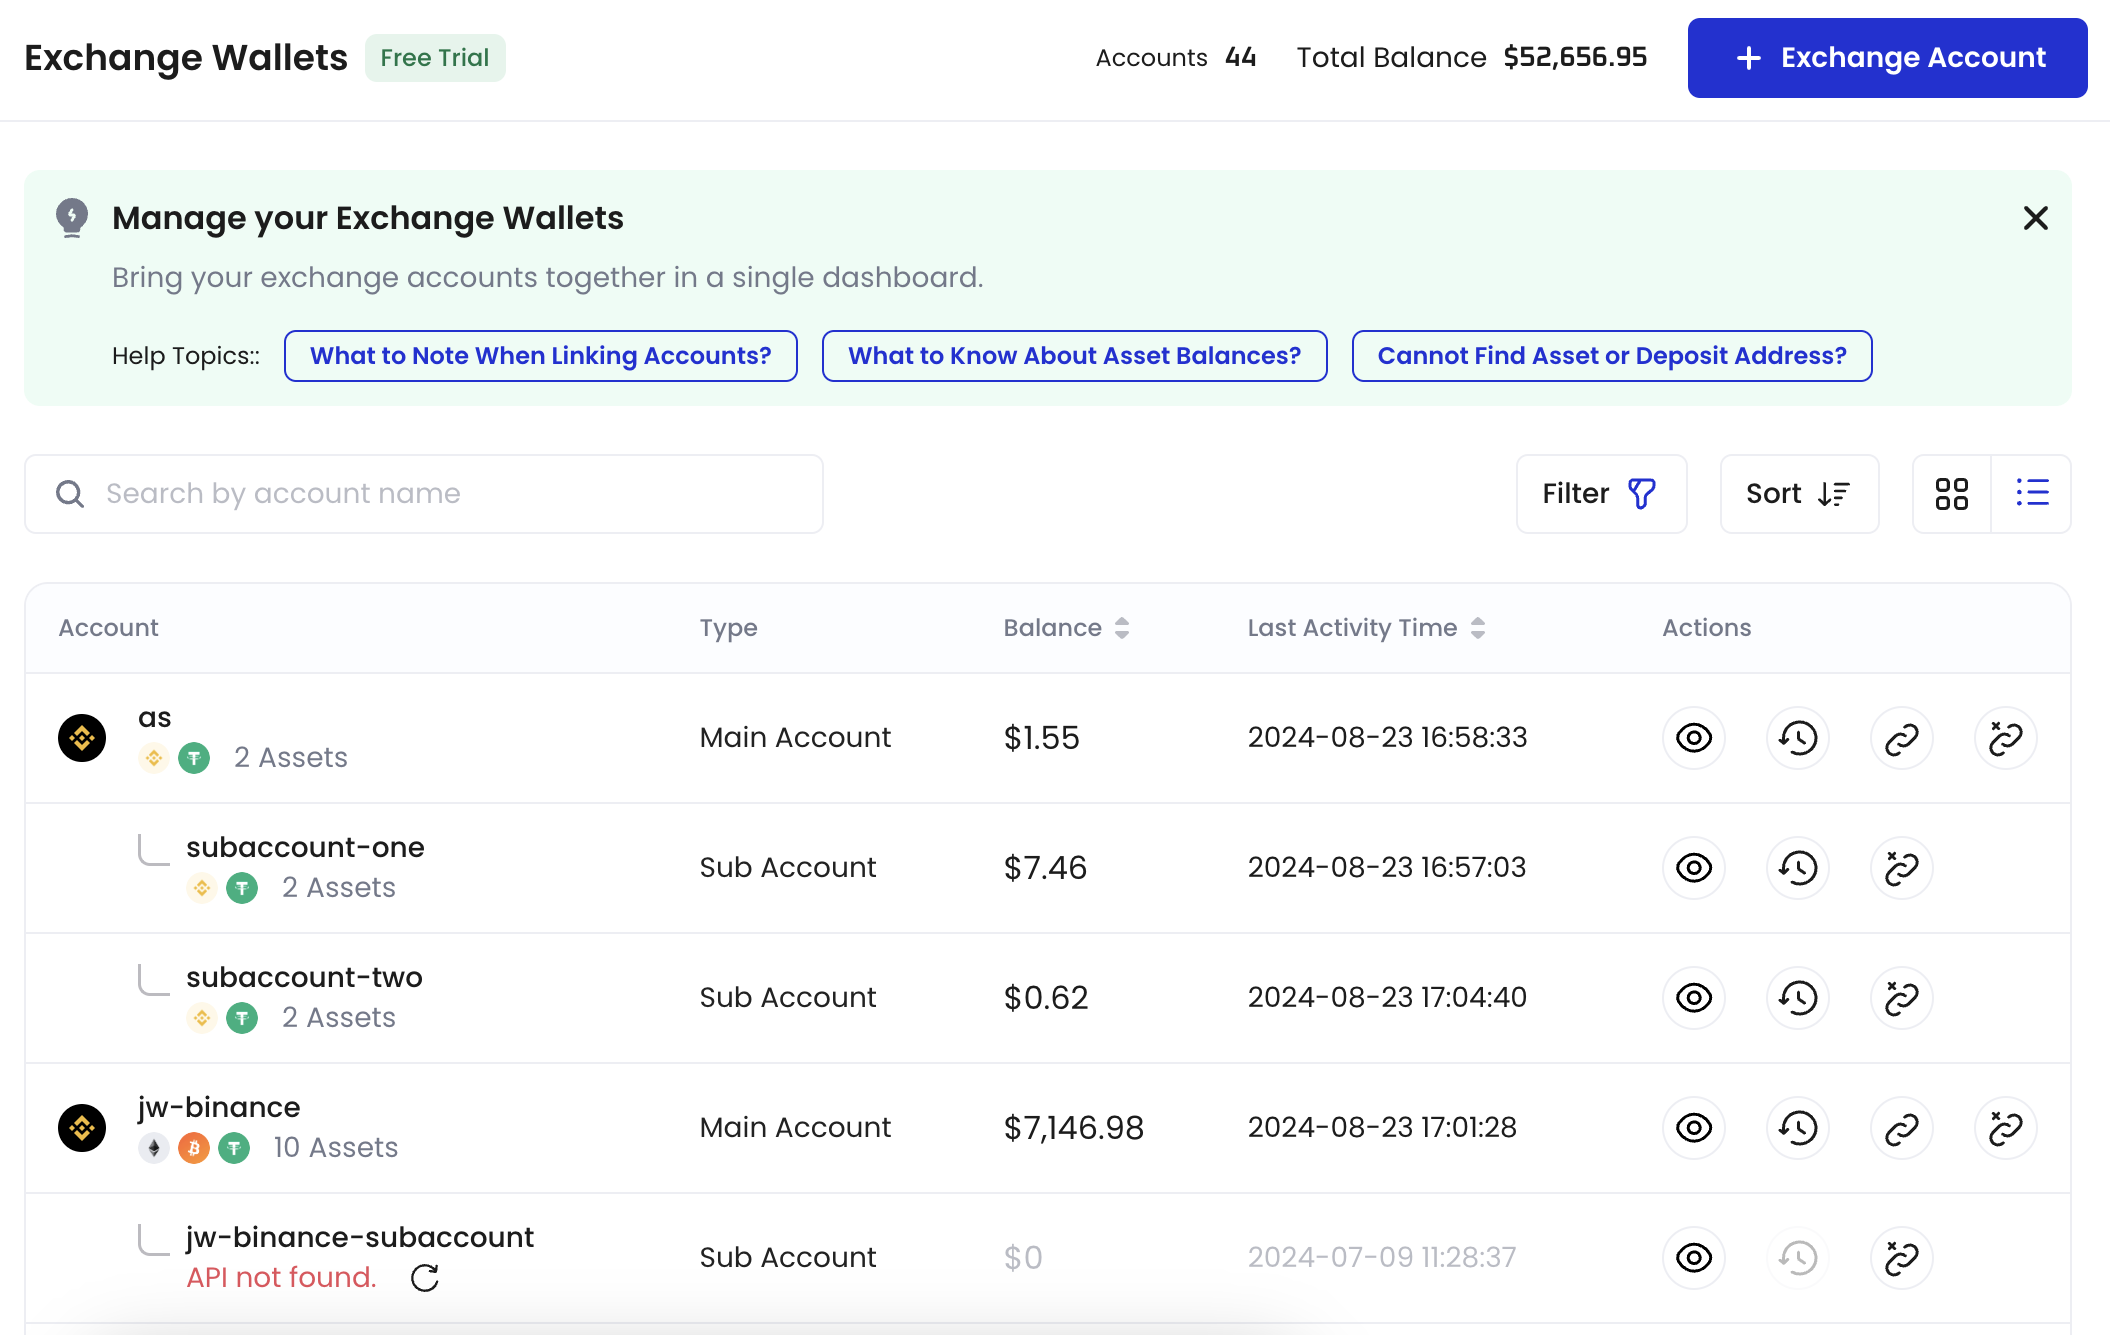 Exchange Wallets Free Trial Accounts 44 Total Balance $52,656.95 + Exchange Account
Manage your Exchange Wallets
Bring your exchange accounts together in a single dashboard.
Help Topics:: What to Note When Linking Accounts? What to Know About Asset Balances? Cannot Find Asset or Deposit Address?
Search by account name Filter Sort
Account Type Balance Last Activity Time Actions
as
2 Assets Main Account $1.55 2024-08-23 16:58:33
subaccount-one
2 Assets Sub Account $7.46 2024-08-23 16:57:03
subaccount-two
2 Assets Sub Account $0.62 2024-08-23 17:04:40
jw-binance
10 Assets Main Account $7,146.98 2024-08-23 17:01:28
jw-binance-subaccount
API not found. Sub Account $0 2024-07-09 11:28:37